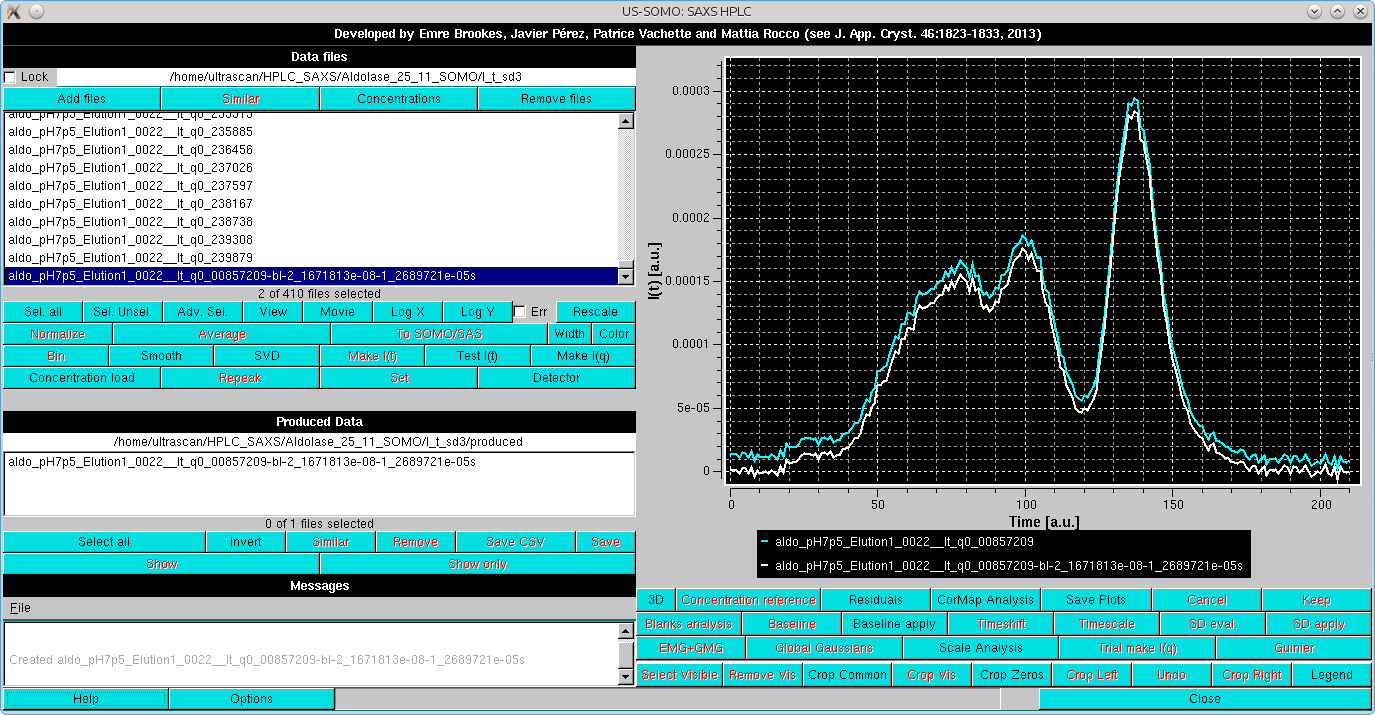 US-SOMO: SAXS HPLC
Developed by Emre Brookes, Javier Pérez, Patrice Vachette and Mattia Rocco (see J. App. Cryst. 46:1823-1833, 2013)
Data files
Lock /home/ultrascan/HPLC_SAXS/Aldolase_25_11_SOMO/I_t_sd3
Add files Similar Concentrations Remove files
aldo_pH7p5_Elution1_0022__It_q0_235315
aldo_pH7p5_Elution1_0022__It_q0_235885
aldo_pH7p5_Elution1_0022__It_q0_236456
aldo_pH7p5_Elution1_0022__It_q0_237026
aldo_pH7p5_Elution1_0022__It_q0_237597
aldo_pH7p5_Elution1_0022__It_q0_238167
aldo_pH7p5_Elution1_0022__It_q0_238738
aldo_pH7p5_Elution1_0022__It_q0_239308
aldo_pH7p5_Elution1_0022__It_q0_239879
aldo_pH7p5_Elution1_0022__It_q0_00857209-bl-2_1671813e-08-1_2689721e-05s
2 of 410 files selected
Sel. all Sel. Unsel. Adv. Sel. View Movie Log X Log Y Err Rescale
Normalize Average To SOMO/SAS Width Color
Bin Smooth SVD Make I(t) Test I(t) Make I(q)
Concentration load Repeak Set Detector
Produced Data
/home/ultrascan/HPLC_SAXS/Aldolase_25_11_SOMO/I_t_sd3/produced
aldo_pH7p5_Elution1_0022__It_q0_00857209-bl-2_1671813e-08-1_2689721e-05s
0 of 1 files selected
Select all Invert Similar Remove Save CSV Save
Show Show only
Messages
File
Created aldo_pH7p5_Elution1_0022__It_q0_00857209-bl-2_1671813e-08-1_2689721e-05s
Help Options
I(t) [a.u.]
0.0003
0.00025
0.0002
0.00015
0.0001
5e-05
0
0 50 100 150 200
Time [a.u.]
aldo_pH7p5_Elution1_0022__It_q0_00857209
aldo_pH7p5_Elution1_0022__It_q0_00857209-bl-2_1671813e-08-1_2689721e-05s
3D Concentration reference Residuals CorMap Analysis Save Plots Cancel Keep
Blanks analysis Baseline Baseline apply Timeshift Timescale SD eval. SD apply
EMG+GMG Global Gaussians Scale Analysis Trial make I(q) Guinier
Select Visible Remove Vis Crop Common Crop Vis Crop Zeros Crop Left Undo Crop Right Legend
Close